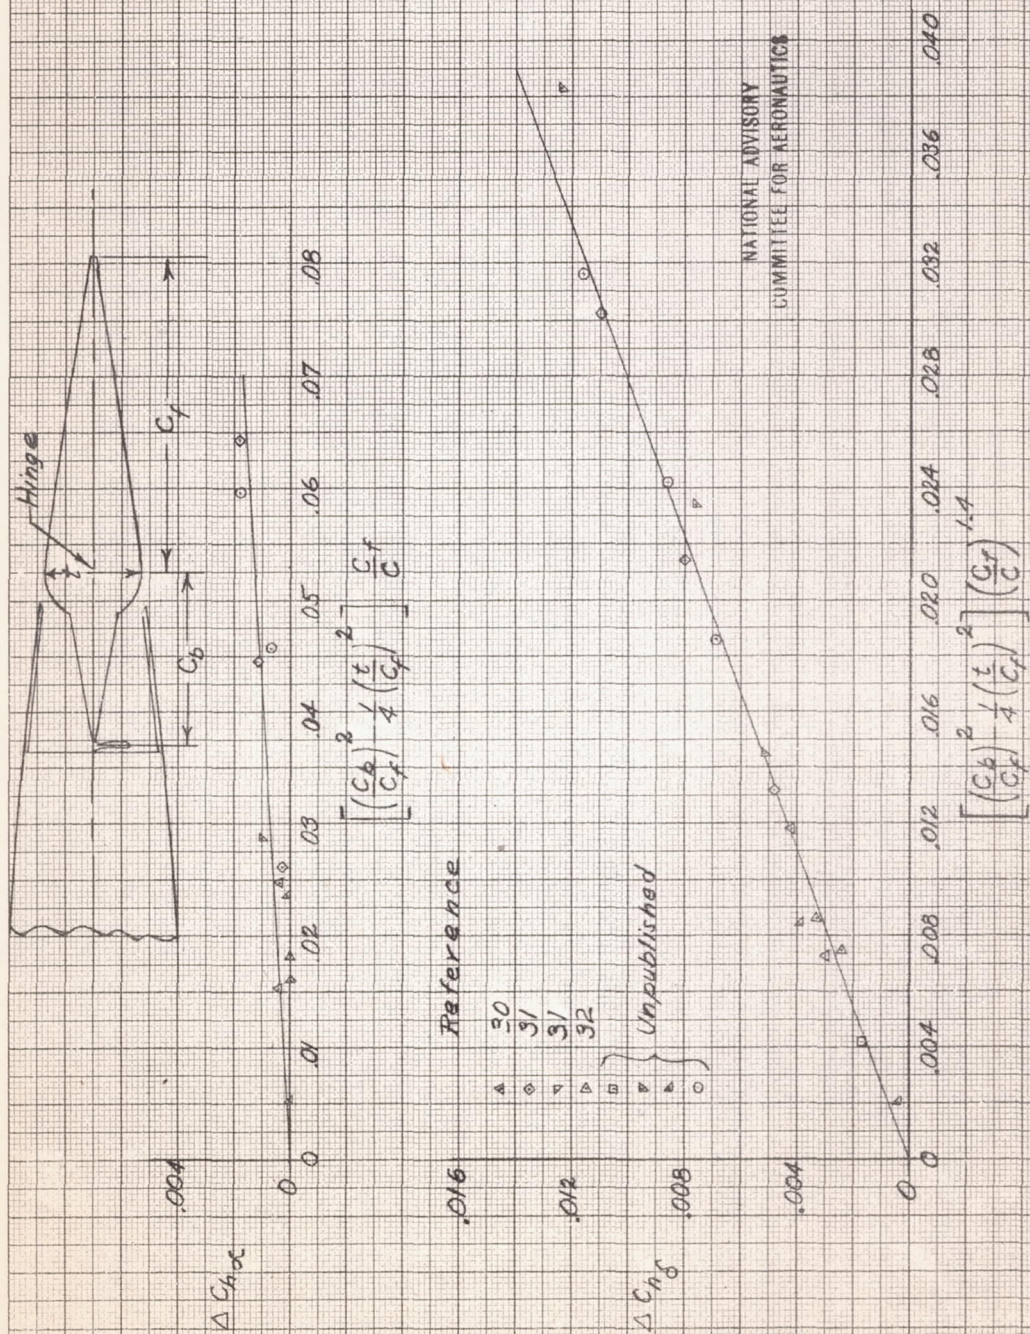 Hinge
t
C_b
C_f
Δ C_hα
.004
0
0 .01 .02 .03 .04 .05 .06 .07 .08
[(C_b/C_f)^2 - 1/4 (t/C_f)^2] C_f/C
Reference
30
31
31
32
Unpublished
Δ C_hδ
.016
.012
.008
.004
0
0 .004 .008 .012 .016 .020 .024 .028 .032 .036 .040
[(C_b/C_f)^2 - 1/4 (t/C_f)^2] (C_f/C)^1.4
NATIONAL ADVISORY
COMMITTEE FOR AERONAUTICS